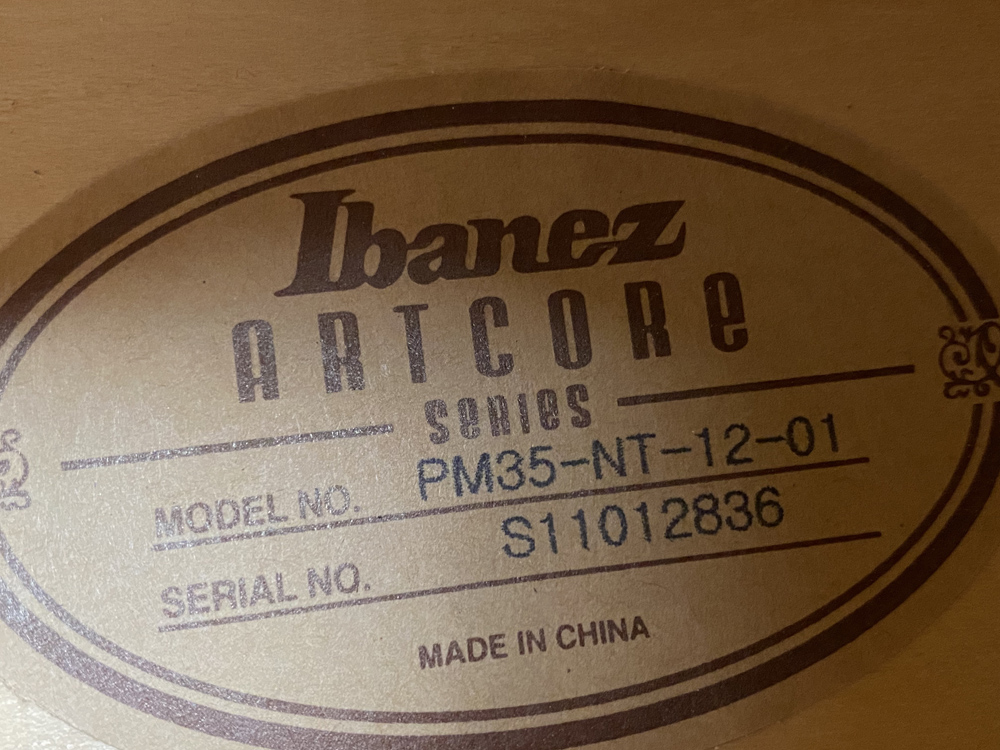 Ibanez
ARTCORE
SERIES
MODEL NO. PM35-NT-12-01
SERIAL NO. S11012836
MADE IN CHINA